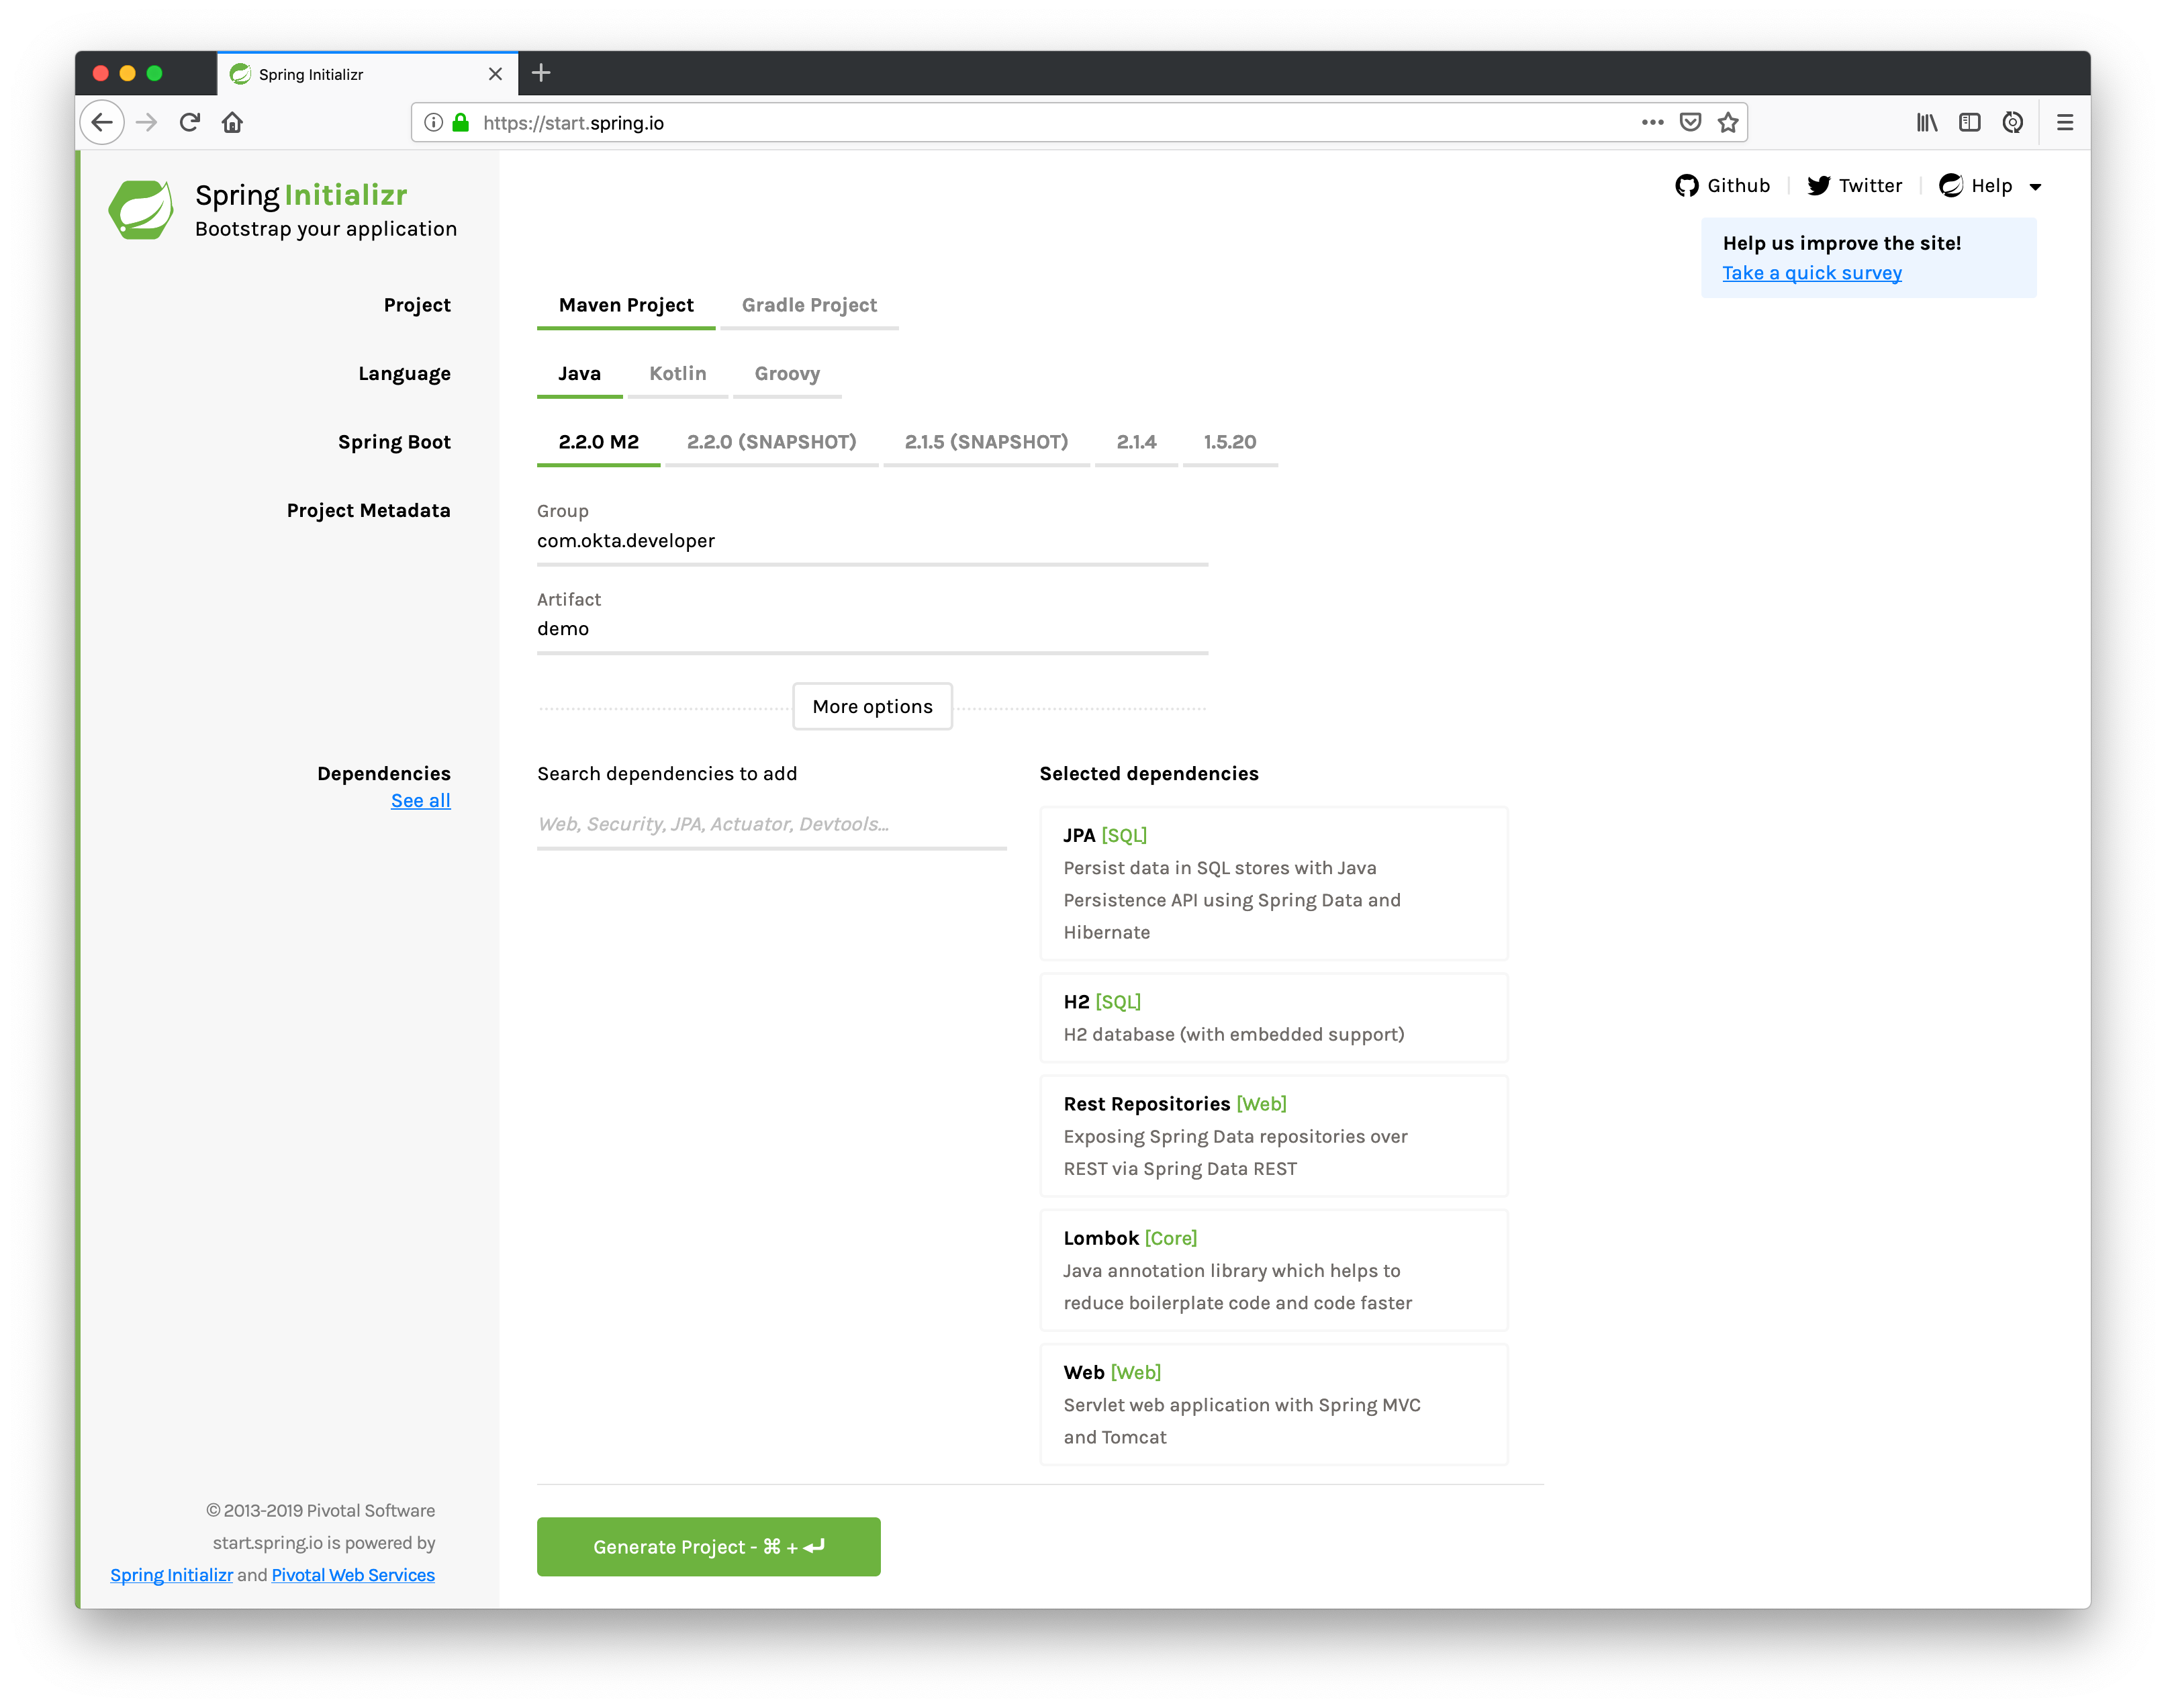 Spring Initializr
https://start.spring.io
Spring Initializr
Bootstrap your application
Github
Twitter
Help
Help us improve the site!
Take a quick survey
Project
Maven Project
Gradle Project
Language
Java
Kotlin
Groovy
Spring Boot
2.2.0 M2
2.2.0 (SNAPSHOT)
2.1.5 (SNAPSHOT)
2.1.4
1.5.20
Project Metadata
Group
com.okta.developer
Artifact
demo
More options
Dependencies
See all
Search dependencies to add
Web, Security, JPA, Actuator, Devtools...
Selected dependencies
JPA [SQL]
Persist data in SQL stores with Java
Persistence API using Spring Data and
Hibernate
H2 [SQL]
H2 database (with embedded support)
Rest Repositories [Web]
Exposing Spring Data repositories over
REST via Spring Data REST
Lombok [Core]
Java annotation library which helps to
reduce boilerplate code and code faster
Web [Web]
Servlet web application with Spring MVC
and Tomcat
© 2013-2019 Pivotal Software
start.spring.io is powered by
Spring Initializr and Pivotal Web Services
Generate Project - ⌘ + ↵